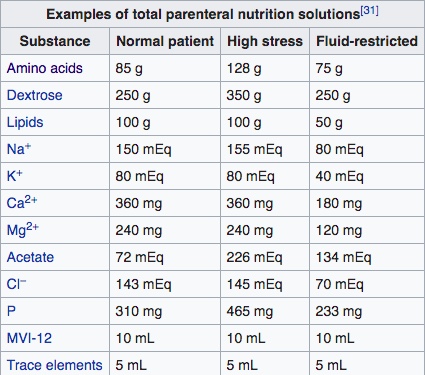 Examples of total parenteral nutrition solutions[31]
Substance Normal patient High stress Fluid-restricted
Amino acids 85 g 128 g 75 g
Dextrose 250 g 350 g 250 g
Lipids 100 g 100 g 50 g
Na+ 150 mEq 155 mEq 80 mEq
K+ 80 mEq 80 mEq 40 mEq
Ca2+ 360 mg 360 mg 180 mg
Mg2+ 240 mg 240 mg 120 mg
Acetate 72 mEq 226 mEq 134 mEq
Cl− 143 mEq 145 mEq 70 mEq
P 310 mg 465 mg 233 mg
MVI-12 10 mL 10 mL 10 mL
Trace elements 5 mL 5 mL 5 mL